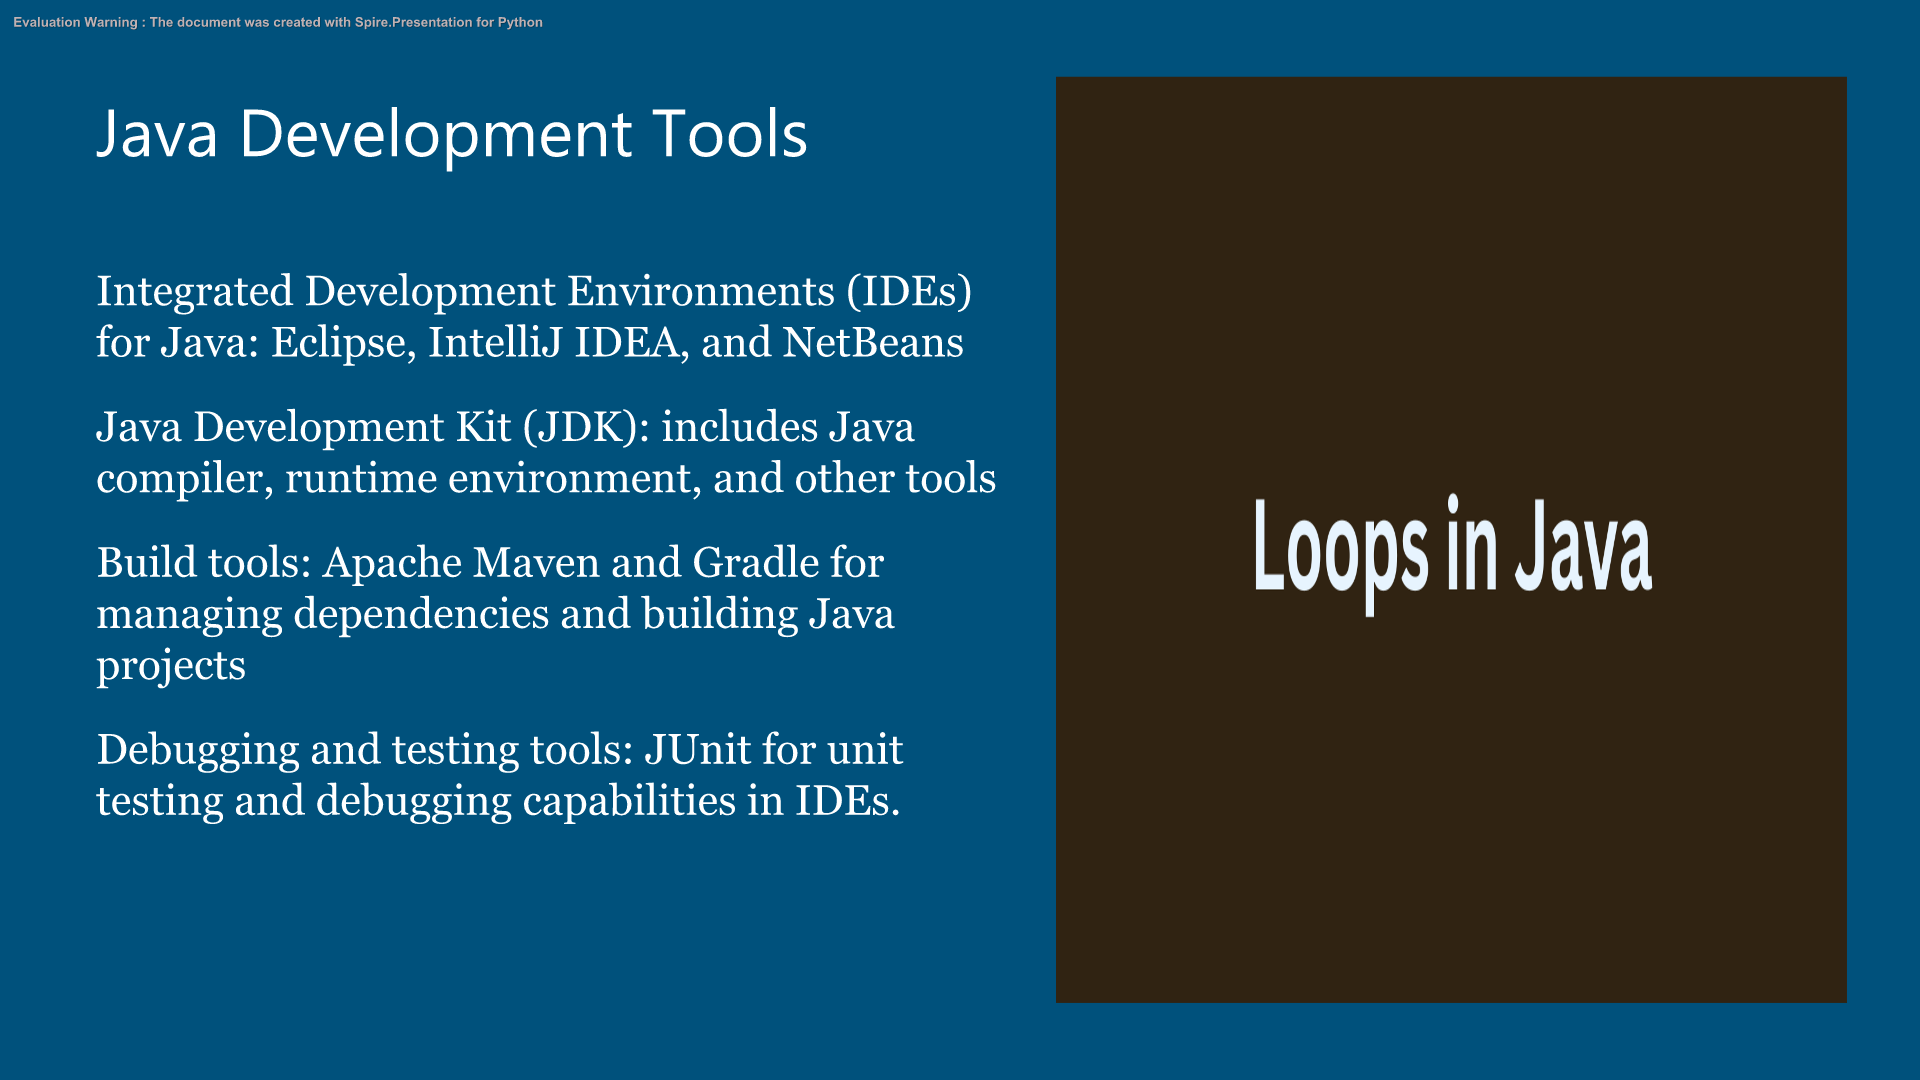 Evaluation Warning : The document was created with Spire.Presentation for Python
Java Development Tools
Integrated Development Environments (IDEs)
for Java: Eclipse, IntelliJ IDEA, and NetBeans
Java Development Kit (JDK): includes Java
compiler, runtime environment, and other tools
Build tools: Apache Maven and Gradle for
managing dependencies and building Java
projects
Debugging and testing tools: JUnit for unit
testing and debugging capabilities in IDEs.
Loops in Java